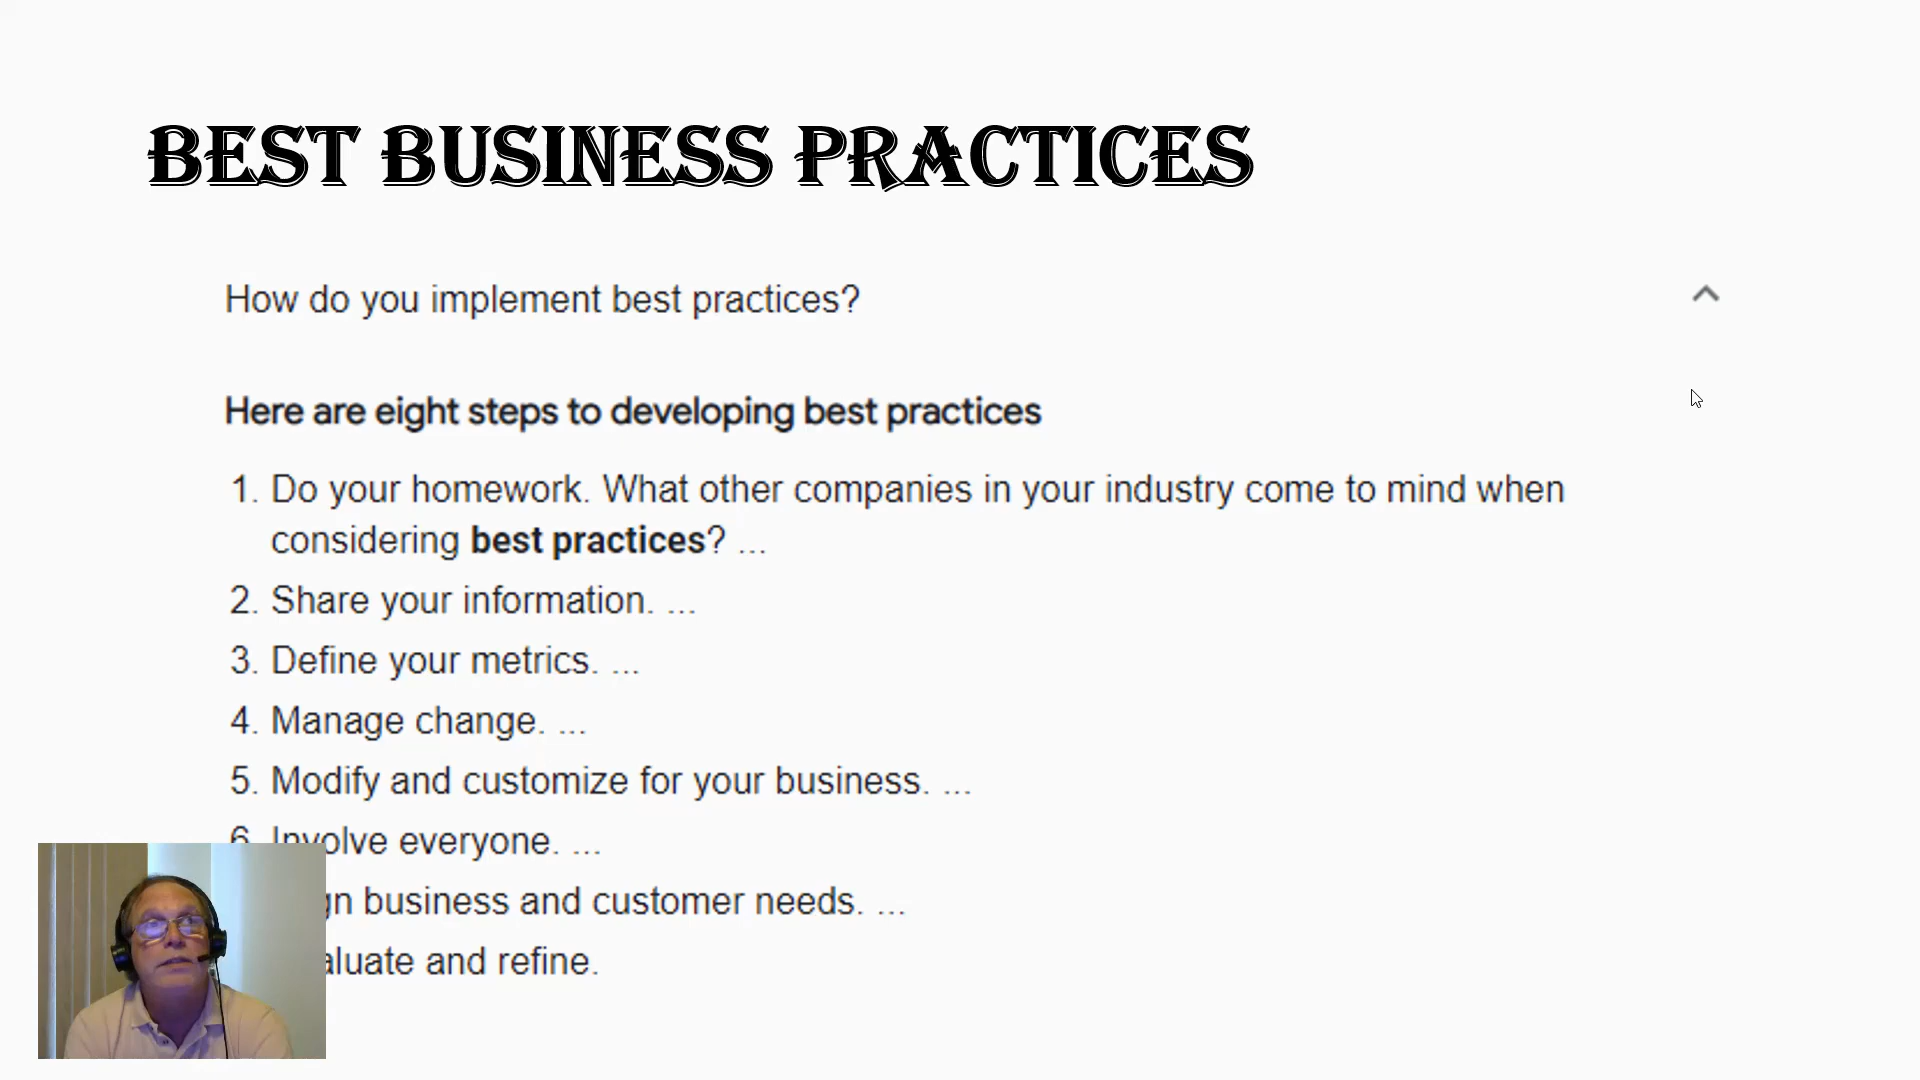 BEST BUSINESS PRACTICES
How do you implement best practices?
Here are eight steps to developing best practices
1. Do your homework. What other companies in your industry come to mind when
considering best practices? ...
2. Share your information. ...
3. Define your metrics. ...
4. Manage change. ...
5. Modify and customize for your business. ...
6. Involve everyone. ...
business and customer needs. ...
and refine.